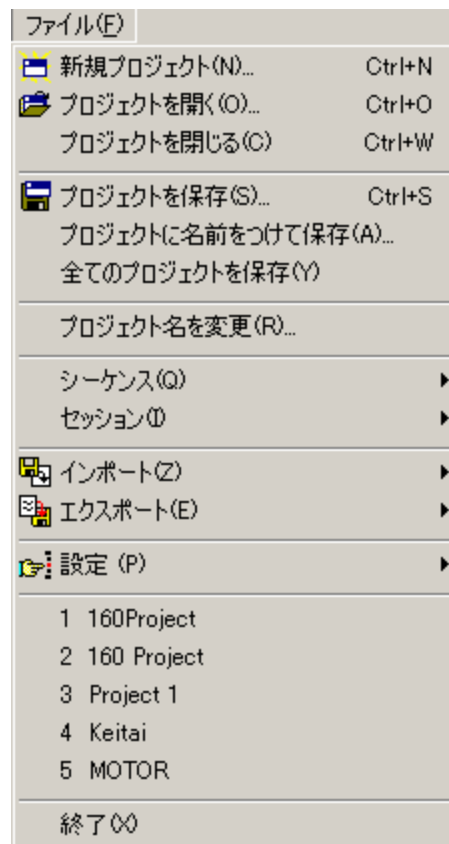 ファイル(F)
新規プロジェクト(N)... Ctrl+N
プロジェクトを開く(O)... Ctrl+O
プロジェクトを閉じる(C) Ctrl+W
プロジェクトを保存(S)... Ctrl+S
プロジェクトに名前をつけて保存(A)...
全てのプロジェクトを保存(Y)
プロジェクト名を変更(R)...
シーケンス(Q)
セッション(I)
インポート(Z)
エクスポート(E)
設定 (P)
1 160Project
2 160 Project
3 Project 1
4 Keitai
5 MOTOR
終了(X)